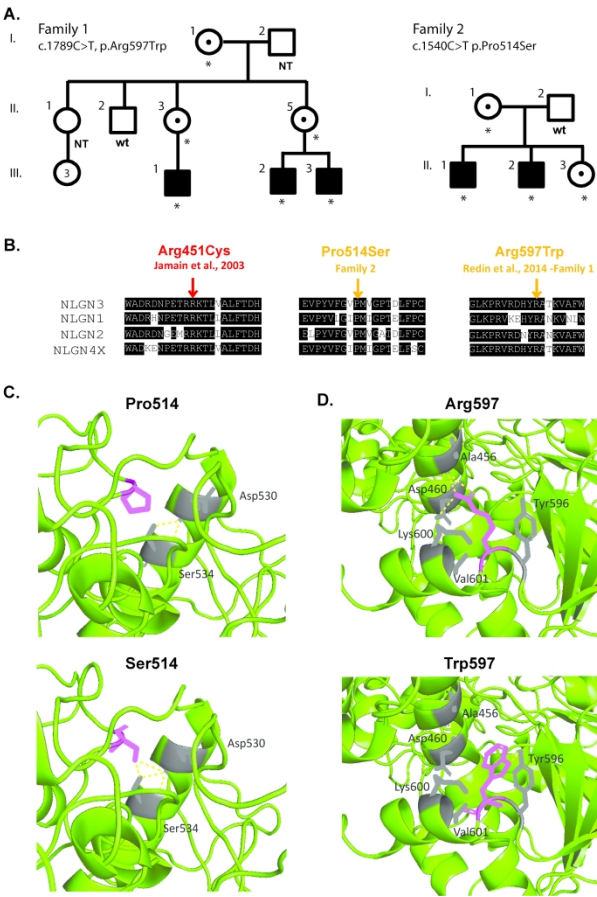 A.
Family 1
c.1789C>T, p.Arg597Trp
Family 2
c.1540C>T p.Pro514Ser
I.
1
2
*
NT
I.
1
2
*
wt
II.
1
2
3
5
NT
wt
*
*
II.
1
2
3
*
*
*
III.
3
1
2
3
*
*
*
B.
Arg451Cys
Jamain et al., 2003
Pro514Ser
Family 2
Arg597Trp
Redin et al., 2014 -Family 1
NLGN3 WADRDNPETRRKTLVALFTDH EVPYVFGVPMVGPTDLFPC GLKPRVRDHYRATKVAFW
NLGN1
NLGN2
NLGN4X
C.
Pro514
Asp530
Ser534
Ser514
Asp530
Ser534
D.
Arg597
Ala456
Asp460
Tyr596
Lys600
Val601
Trp597
Ala456
Asp460
Tyr596
Lys600
Val601